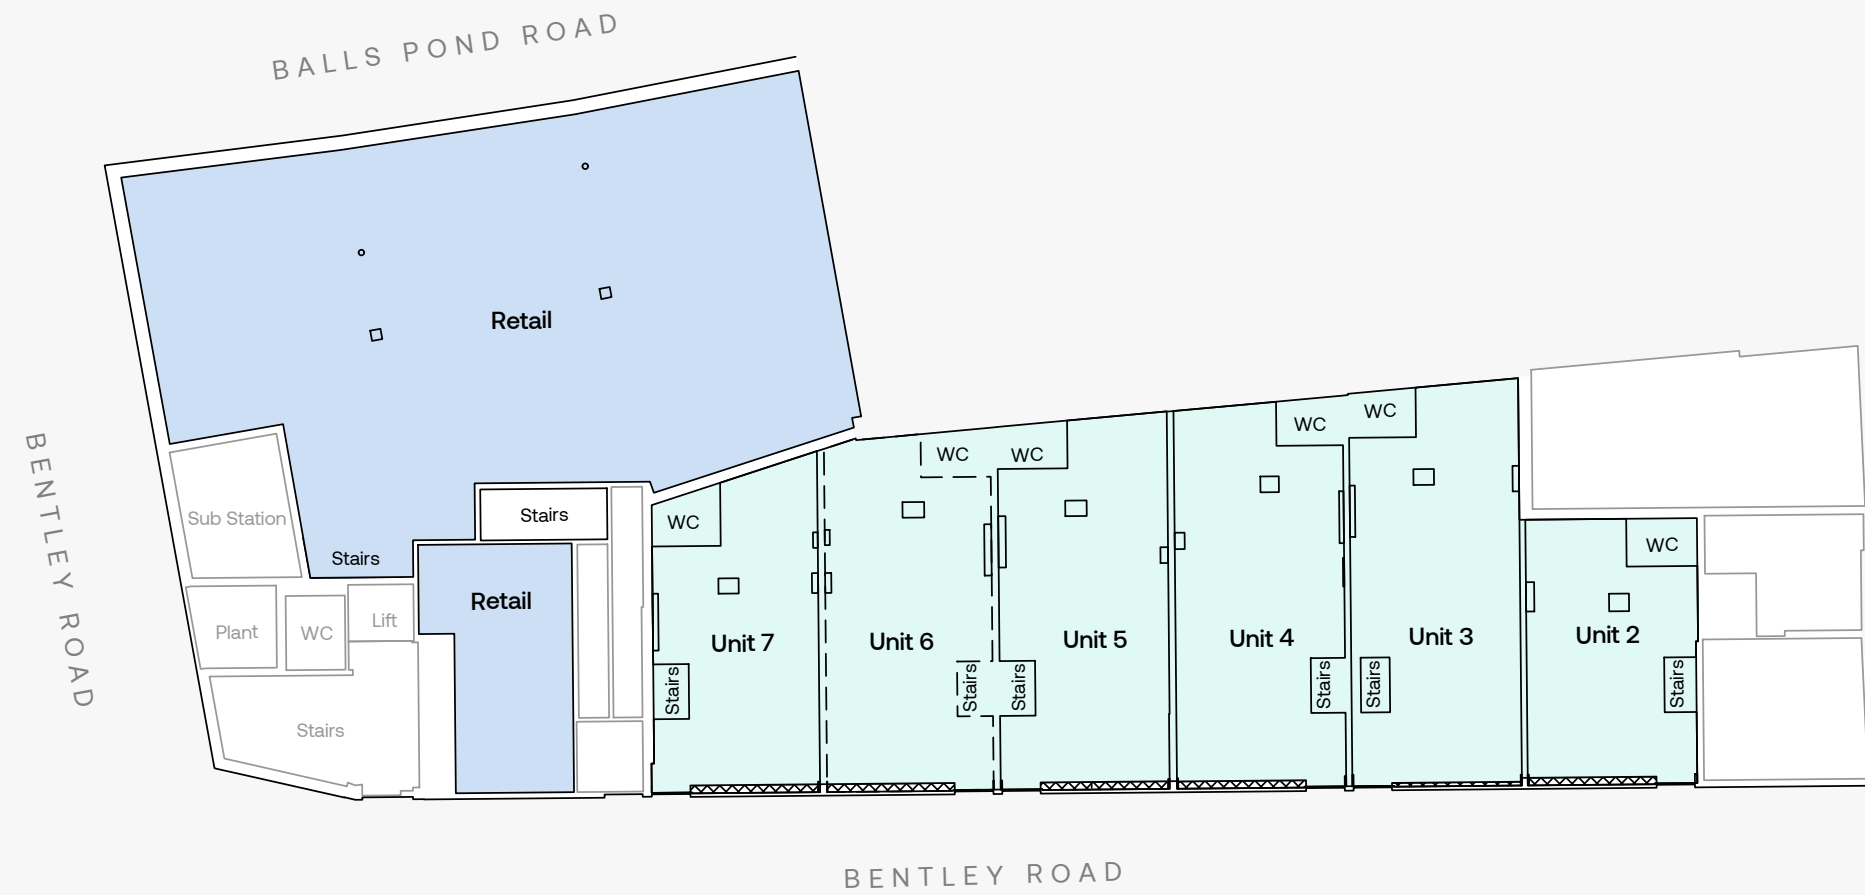 BALLS POND ROAD
Retail
BENTLEY ROAD
Sub Station
Stairs
Stairs
Retail
Plant
WC
Lift
Stairs
WC
Unit 7
Stairs
WC
Unit 6
Stairs
WC
Unit 5
Stairs
WC
Unit 4
Stairs
WC
Unit 3
Stairs
WC
Unit 2
Stairs
BENTLEY ROAD